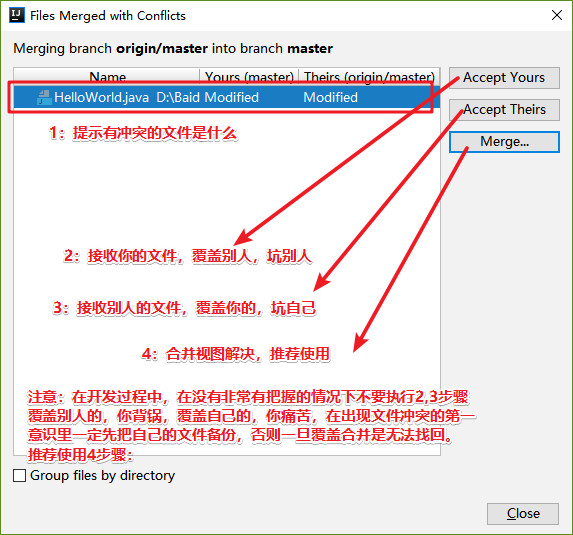 Files Merged with Conflicts
Merging branch origin/master into branch master
Name Yours (master) Theirs (origin/master)
HelloWorld.java D:\Baid Modified Modified
Accept Yours
Accept Theirs
Merge...
1：提示有冲突的文件是什么
2：接收你的文件，覆盖别人，坑别人
3：接收别人的文件，覆盖你的，坑自己
4：合并视图解决，推荐使用
注意：在开发过程中，在没有非常有把握的情况下不要执行2,3步骤
覆盖别人的，你背锅，覆盖自己的，你痛苦，在出现文件冲突的第一
意识里一定先把自己的文件备份，否则一旦覆盖合并是无法找回。
推荐使用4步骤：
Group files by directory
Close